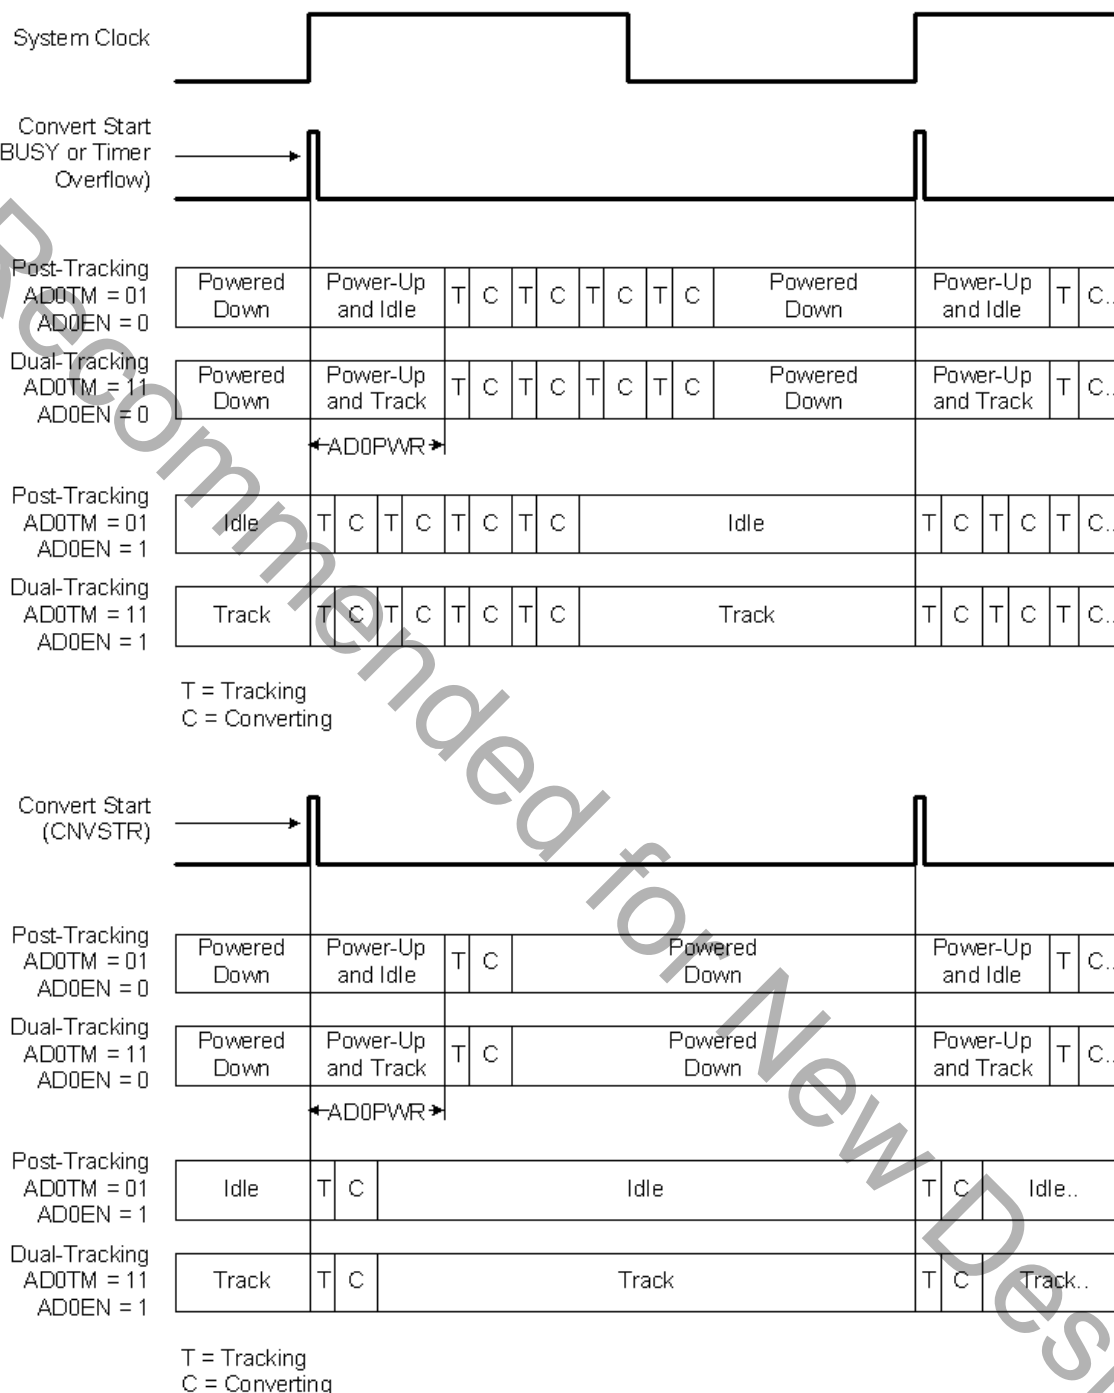 System Clock
Convert Start
BUSY or Timer
Overflow)
Post-Tracking
AD0TM = 01
AD0EN = 0
Powered
Down
Power-Up
and Idle
T C T C T C T C
Powered
Down
Power-Up
and Idle
T C..
Dual-Tracking
AD0TM = 11
AD0EN = 0
Powered
Down
Power-Up
and Track
T C T C T C T C
Powered
Down
Power-Up
and Track
T C..
AD0PWR
Post-Tracking
AD0TM = 01
AD0EN = 1
Idle T C T C T C T C Idle T C T C T C..
Dual-Tracking
AD0TM = 11
AD0EN = 1
Track T C T C T C T C Track T C T C T C..
T = Tracking
C = Converting
Convert Start
(CNVSTR)
Post-Tracking
AD0TM = 01
AD0EN = 0
Powered
Down
Power-Up
and Idle
T C
Powered
Down
Power-Up
and Idle
T C..
Dual-Tracking
AD0TM = 11
AD0EN = 0
Powered
Down
Power-Up
and Track
T C
Powered
Down
Power-Up
and Track
T C..
AD0PWR
Post-Tracking
AD0TM = 01
AD0EN = 1
Idle T C Idle T C Idle..
Dual-Tracking
AD0TM = 11
AD0EN = 1
Track T C Track T C Track..
T = Tracking
C = Converting
Recommended for New Desi